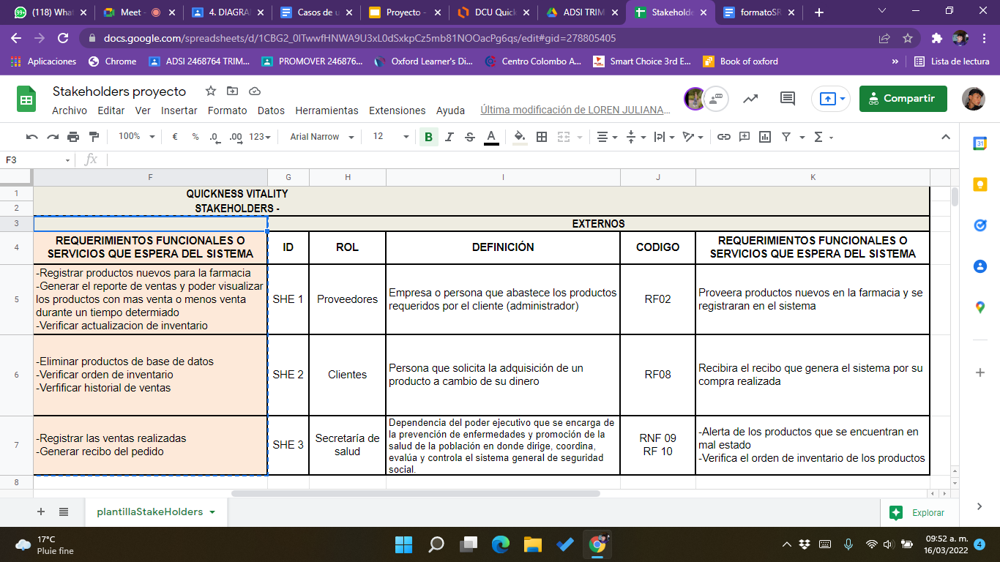 (118) What
Meet -
4. DIAGRA
Casos de u
Proyecto -
DCU Quick
ADSI TRIM
Stakeholde
formatoSR
docs.google.com/spreadsheets/d/1CBG2_0lTwwfHNWA9U3xL0dSxkpCz5mb81NOOacPg6qs/edit#gid=278805405
Aplicaciones
Chrome
ADSI 2468764 TRIM...
PROMOVER 246876...
Oxford Learner's Di...
Centro Colombo A...
Smart Choice 3rd E...
Book of oxford
»
Lista de lectura
Stakeholders proyecto
Archivo Editar Ver Insertar Formato Datos Herramientas Extensiones Ayuda
Última modificación de LOREN JULIANA...
Compartir
100% € % .0 .00 123 Arial Narrow 12 B I S A
F3 fx
F G H I J K
1 QUICKNESS VITALITY
2 STAKEHOLDERS -
3 EXTERNOS
4
REQUERIMIENTOS FUNCIONALES O
SERVICIOS QUE ESPERA DEL SISTEMA
ID
ROL
DEFINICIÓN
CODIGO
REQUERIMIENTOS FUNCIONALES O
SERVICIOS QUE ESPERA DEL SISTEMA
5
-Registrar productos nuevos para la farmacia
-Generar el reporte de ventas y poder visualizar
los productos con mas venta o menos venta
durante un tiempo determiado
-Verificar actualizacion de inventario
SHE 1
Proveedores
Empresa o persona que abastece los productos
requeridos por el cliente (administrador)
RF02
Proveera productos nuevos en la farmacia y se
registraran en el sistema
6
-Eliminar productos de base de datos
-Verificar orden de inventario
-Verfificar historial de ventas
SHE 2
Clientes
Persona que solicita la adquisición de un
producto a cambio de su dinero
RF08
Recibira el recibo que genera el sistema por su
compra realizada
7
-Registrar las ventas realizadas
-Generar recibo del pedido
SHE 3
Secretaría de
salud
Dependencia del poder ejecutivo que se encarga de
la prevención de enfermedades y promoción de la
salud de la población en donde dirige, coordina,
evalúa y controla el sistema general de seguridad
social.
RNF 09
RF 10
-Alerta de los productos que se encuentran en
mal estado
-Verifica el orden de inventario de los productos
8
plantillaStakeHolders
Explorar
17°C
Pluie fine
09:52 a. m.
16/03/2022
4
31